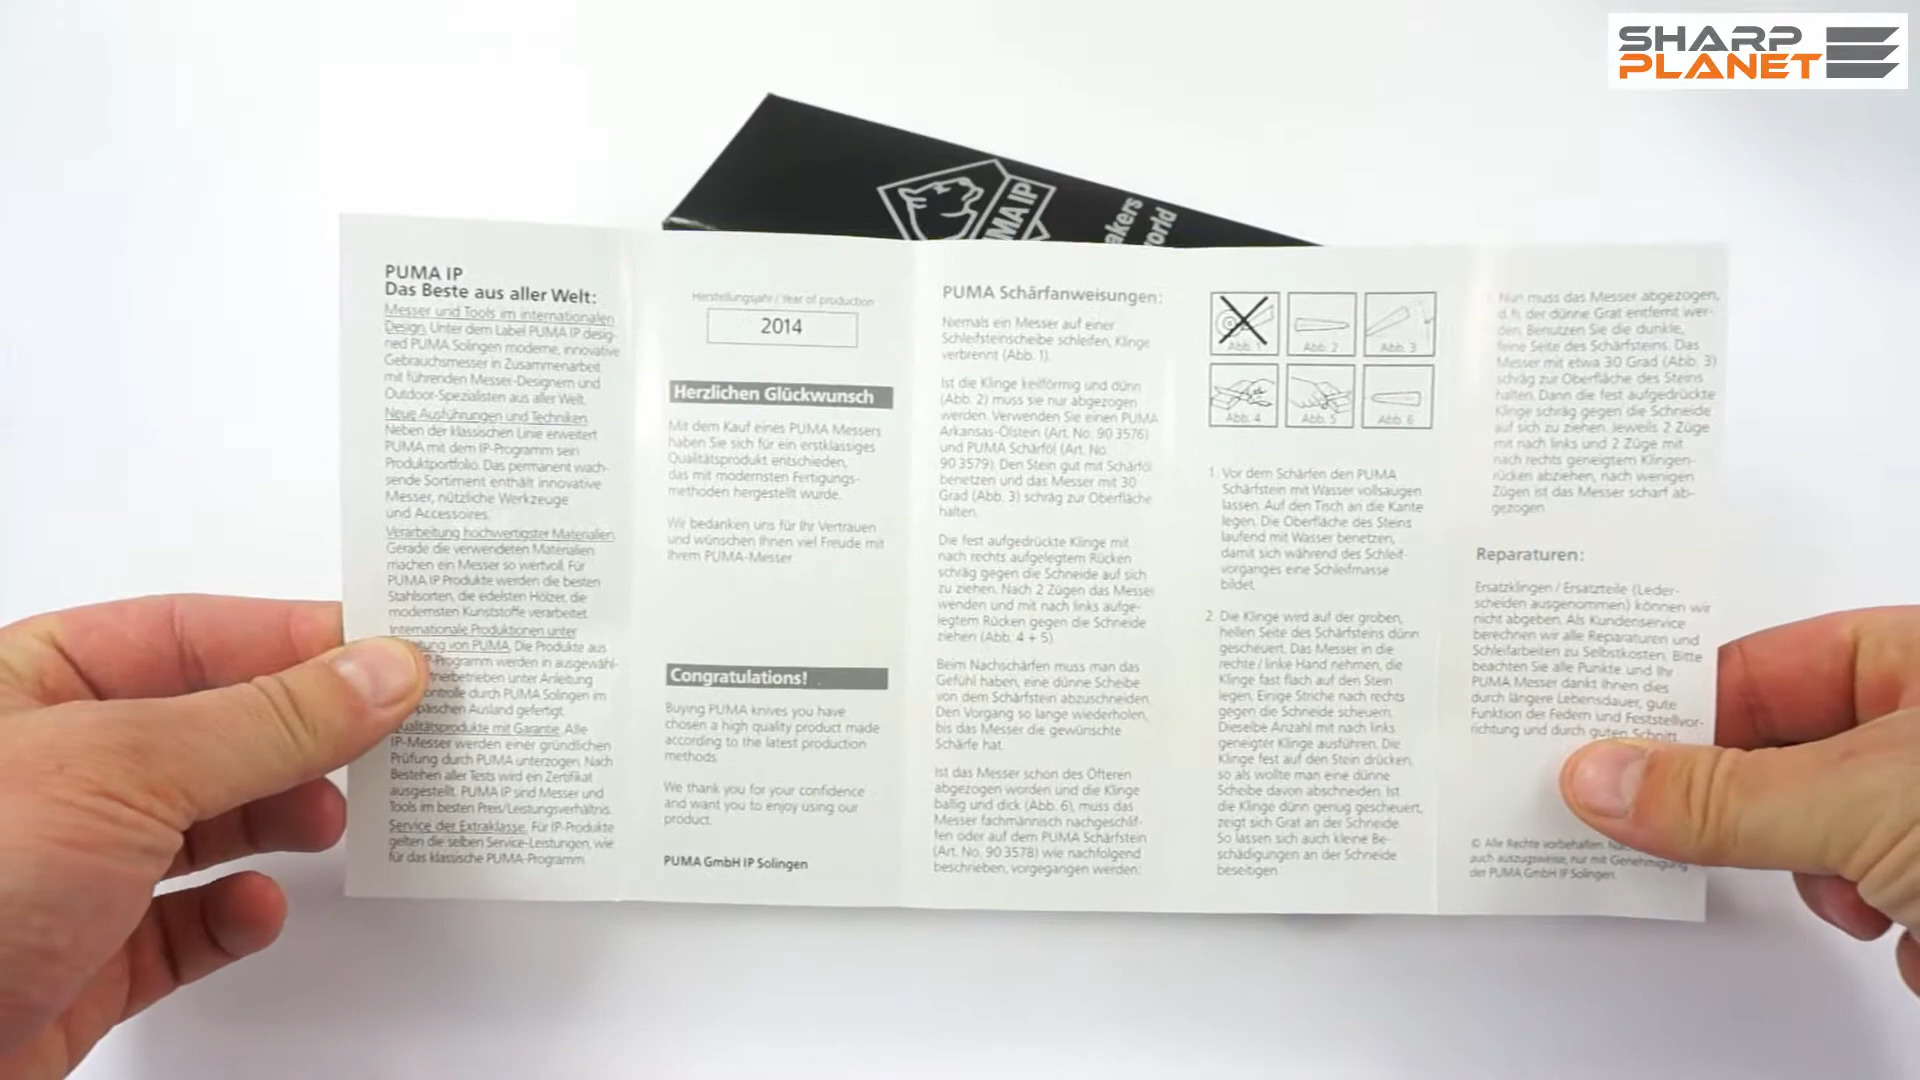 SHARP
PLANET
PUMA IP
akers
world
PUMA IP
Das Beste aus aller Welt:
Messer und Tools im internationalen
Design. Unter dem Label PUMA IP desig-
ned PUMA Solingen moderne, innovative
Gebrauchsmesser in Zusammenarbeit
mit führenden Messer-Designern und
Outdoor-Spezialisten aus aller Welt.
Neue Ausführungen und Techniken.
Neben der klassischen Linie erweitert
PUMA mit dem IP-Programm sein
Produktportfolio. Das permanent wach-
sende Sortiment enthält innovative
Messer, nützliche Werkzeuge
und Accessoires.
Verarbeitung hochwertigster Materialien.
Gerade die verwendeten Materialien
machen ein Messer so wertvoll. Für
PUMA IP Produkte werden die besten
Stahlsorten, die edelsten Hölzer, die
modernsten Kunststoffe verarbeitet.
Internationale Produktionen unter
tung von PUMA. Die Produkte aus
P-Programm werden in ausgewähl-
tnerbetrieben unter Anleitung
ontrolle durch PUMA Solingen im
päischen Ausland gefertigt.
Qualitätsprodukte mit Garantie. Alle
IP-Messer werden einer gründlichen
Prüfung durch PUMA unterzogen. Nach
Bestehen aller Tests wird ein Zertifikat
ausgestellt. PUMA IP sind Messer und
Tools im besten Preis/Leistungsverhältnis.
Service der Extraklasse. Für IP-Produkte
gelten die selben Service-Leistungen, wie
für das klassische PUMA-Programm.
Herstellungsjahr / Year of production
2014
Herzlichen Glückwunsch
Mit dem Kauf eines PUMA Messers
haben Sie sich für ein erstklassiges
Qualitätsprodukt entschieden,
das mit modernsten Fertigungs-
methoden hergestellt wurde.
Wir bedanken uns für Ihr Vertrauen
und wünschen Ihnen viel Freude mit
Ihrem PUMA-Messer.
Congratulations!
Buying PUMA knives you have
chosen a high quality product made
according to the latest production
methods.
We thank you for your confidence
and want you to enjoy using our
product.
PUMA GmbH IP Solingen
PUMA Schärfanweisungen:
Niemals ein Messer auf einer
Schleifsteinscheibe schleifen, Klinge
verbrennt (Abb. 1).
Ist die Klinge keilförmig und dünn
(Abb. 2) muss sie nur abgezogen
werden. Verwenden Sie einen PUMA
Arkansas-Ölstein (Art. No. 90 3576)
und PUMA Schärföl (Art. No.
90 3579). Den Stein gut mit Schäröl
benetzen und das Messer mit 30
Grad (Abb. 3) schräg zur Oberfläche
halten.
Die fest aufgedrückte Klinge mit
nach rechts aufgelegtem Rücken
schräg gegen die Schneide auf sich
zu ziehen. Nach 2 Zügen das Messer
wenden und mit nach links aufge-
legtem Rücken gegen die Schneide
ziehen (Abb. 4 + 5).
Beim Nachschärfen muss man das
Gefühl haben, eine dünne Scheibe
von dem Schärfstein abzuschneiden.
Den Vorgang so lange wiederholen,
bis das Messer die gewünschte
Schärfe hat.
Ist das Messer schon des Öfteren
abgezogen worden und die Klinge
ballig und dick (Abb. 6), muss das
Messer fachmännisch nachgeschlif-
fen oder auf dem PUMA Schärfstein
(Art. No. 90 3578) wie nachfolgend
beschrieben, vorgegangen werden:
Abb. 1
Abb. 2
Abb. 3
Abb. 4
Abb. 5
Abb. 6
1. Vor dem Schärfen den PUMA
Schärfstein mit Wasser vollsaugen
lassen. Auf den Tisch an die Kante
legen. Die Oberfläche des Steins
laufend mit Wasser benetzen,
damit sich während des Schleif-
vorganges eine Schleifmasse
bildet.
2. Die Klinge wird auf der groben,
hellen Seite des Schärfsteins dünn
gescheuert. Das Messer in die
rechte / linke Hand nehmen, die
Klinge fast flach auf den Stein
legen. Einige Striche nach rechts
gegen die Schneide scheuern.
Dieselbe Anzahl mit nach links
geneigter Klinge ausführen. Die
Klinge fest auf den Stein drücken,
so als wollte man eine dünne
Scheibe davon abschneiden. Ist
die Klinge dünn genug gescheuert,
zeigt sich Grat an der Schneide.
So lassen sich auch kleine Be-
schädigungen an der Schneide
beseitigen.
Nun muss das Messer abgezogen,
d.h. der dünne Grat entfernt wer-
den. Benutzen Sie die dunkle,
feine Seite des Schärfsteins. Das
Messer mit etwa 30 Grad (Abb. 3)
schräg zur Oberfläche des Steins
halten. Dann die fest aufgedrückte
Klinge schräg gegen die Schneide
auf sich zu ziehen. Jeweils 2 Züge
mit nach links und 2 Züge mit
nach rechts geneigtem Klingen-
rücken abziehen, nach wenigen
Zügen ist das Messer scharf ab-
gezogen.
Reparaturen:
Ersatzklingen / Ersatzteile (Leder-
scheiden ausgenommen) können wir
nicht abgeben. Als Kundenservice
berechnen wir alle Reparaturen und
Schleifarbeiten zu Selbstkosten. Bitte
beachten Sie alle Punkte und Ihr
PUMA Messer dankt Ihnen dies
durch längere Lebensdauer, gute
Funktion der Federn und Feststellvor-
richtung und durch guten Schnitt.
© Alle Rechte vorbehalten.
auch auszugsweise, nur mit Genehmigung
der PUMA GmbH IP Solingen.